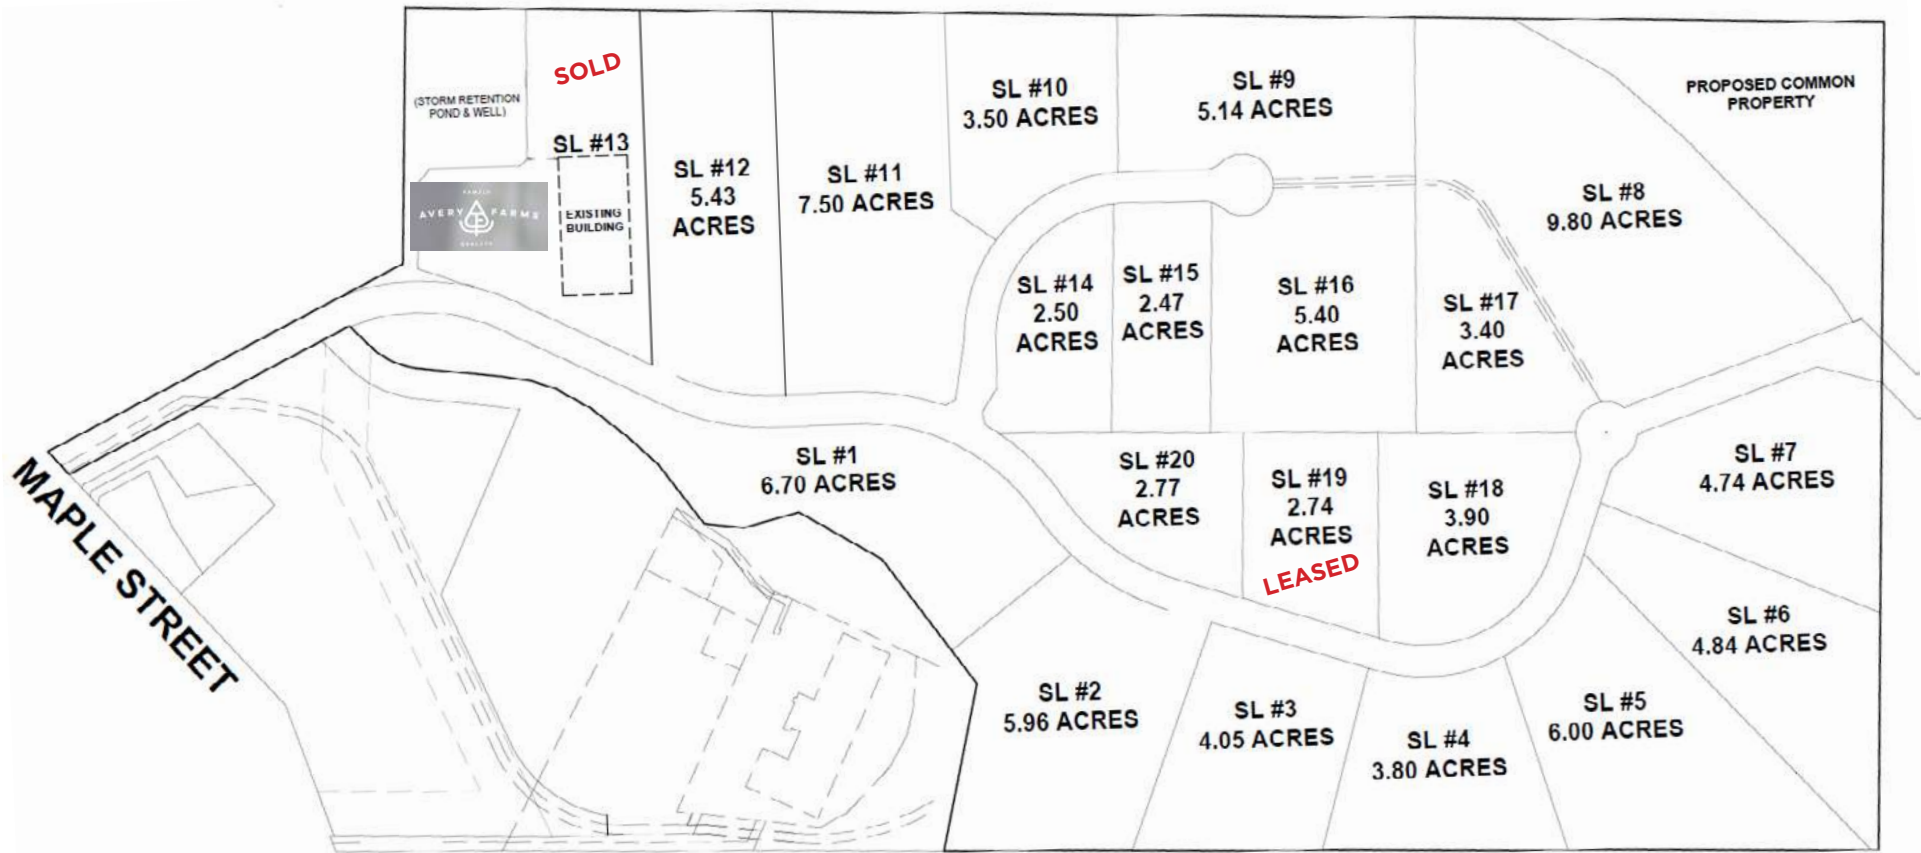 SOLD
(STORM RETENTION
POND & WELL)
SL #13
EXISTING
BUILDING
FAMILY
AVERY FARMS
SL #12
5.43
ACRES
SL #11
7.50 ACRES
SL #10
3.50 ACRES
SL #9
5.14 ACRES
PROPOSED COMMON
PROPERTY
SL #8
9.80 ACRES
SL #14
2.50
ACRES
SL #15
2.47
ACRES
SL #16
5.40
ACRES
SL #17
3.40
ACRES
SL #1
6.70 ACRES
SL #20
2.77
ACRES
SL #19
2.74
ACRES
LEASED
SL #18
3.90
ACRES
SL #7
4.74 ACRES
MAPLE STREET
SL #6
4.84 ACRES
SL #2
5.96 ACRES
SL #3
4.05 ACRES
SL #4
3.80 ACRES
SL #5
6.00 ACRES